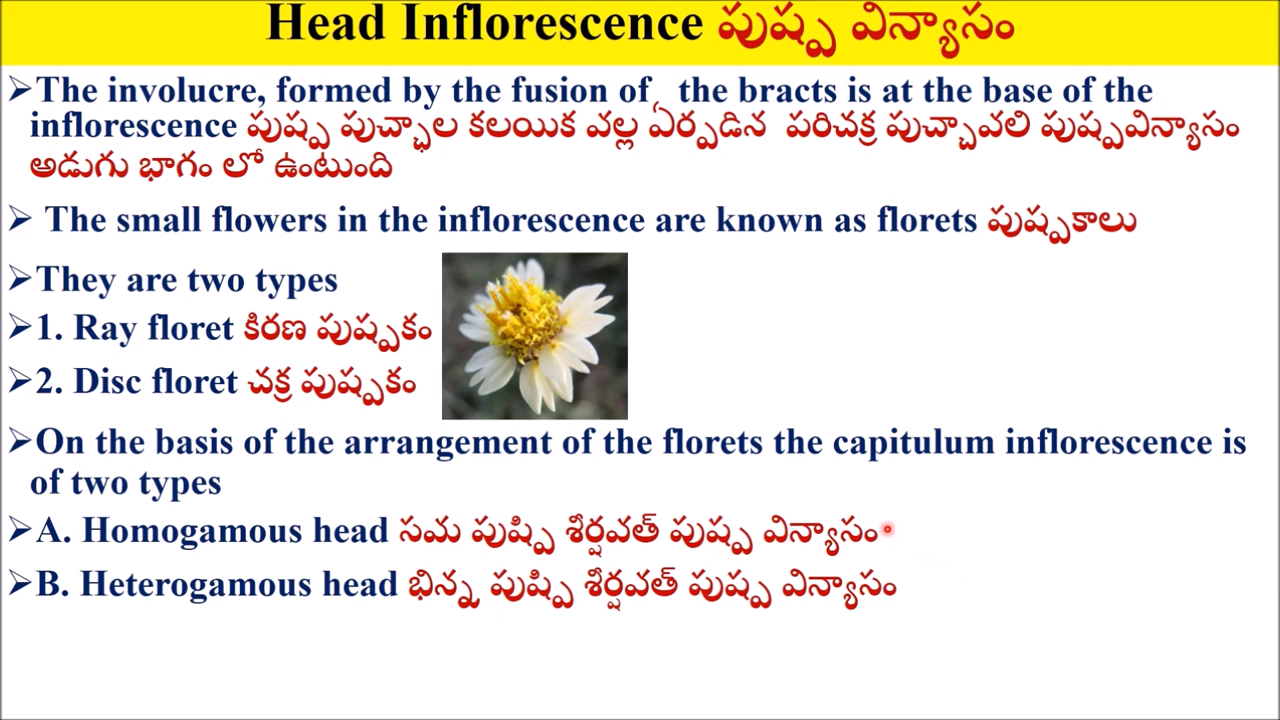 Head Inflorescence పుష్ప విన్యాసం
➢The involucre, formed by the fusion of the bracts is at the base of the
inflorescence పుష్ప పుచ్ఛాల కలయిక వల్ల ఏర్పడిన పరిచక్ర పుచ్చావలి పుష్పవిన్యాసం
అడుగు భాగం లో ఉంటుంది
➢ The small flowers in the inflorescence are known as florets పుష్పకాలు
➢They are two types
➢1. Ray floret కిరణ పుష్పకం
➢2. Disc floret చక్ర పుష్పకం
➢On the basis of the arrangement of the florets the capitulum inflorescence is
of two types
➢A. Homogamous head సమ పుష్పి శీర్షవత్ పుష్ప విన్యాసం
➢B. Heterogamous head భిన్న పుష్పి శీర్షవత్ పుష్ప విన్యాసం